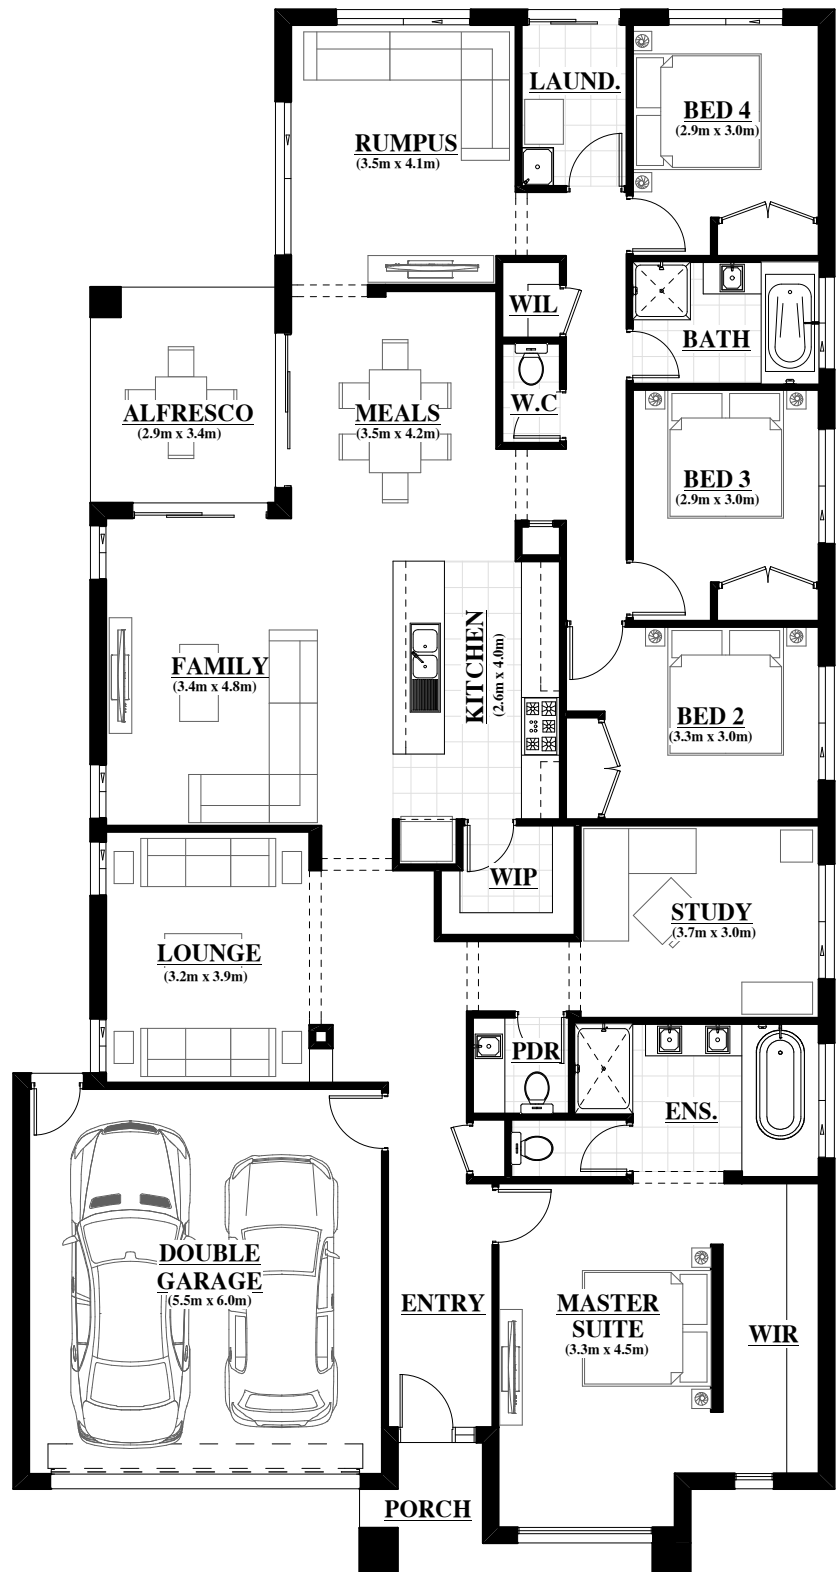 LAUND.
BED 4
(2.9m x 3.0m)
RUMPUS
(3.5m x 4.1m)
WIL
BATH
W.C
ALFRESCO
(2.9m x 3.4m)
MEALS
(3.5m x 4.2m)
BED 3
(2.9m x 3.0m)
FAMILY
(3.4m x 4.8m)
KITCHEN
(2.6m x 4.0m)
BED 2
(3.3m x 3.0m)
WIP
STUDY
(3.7m x 3.0m)
LOUNGE
(3.2m x 3.9m)
PDR
ENS.
DOUBLE
GARAGE
(5.5m x 6.0m)
ENTRY
MASTER
SUITE
(3.3m x 4.5m)
WIR
PORCH